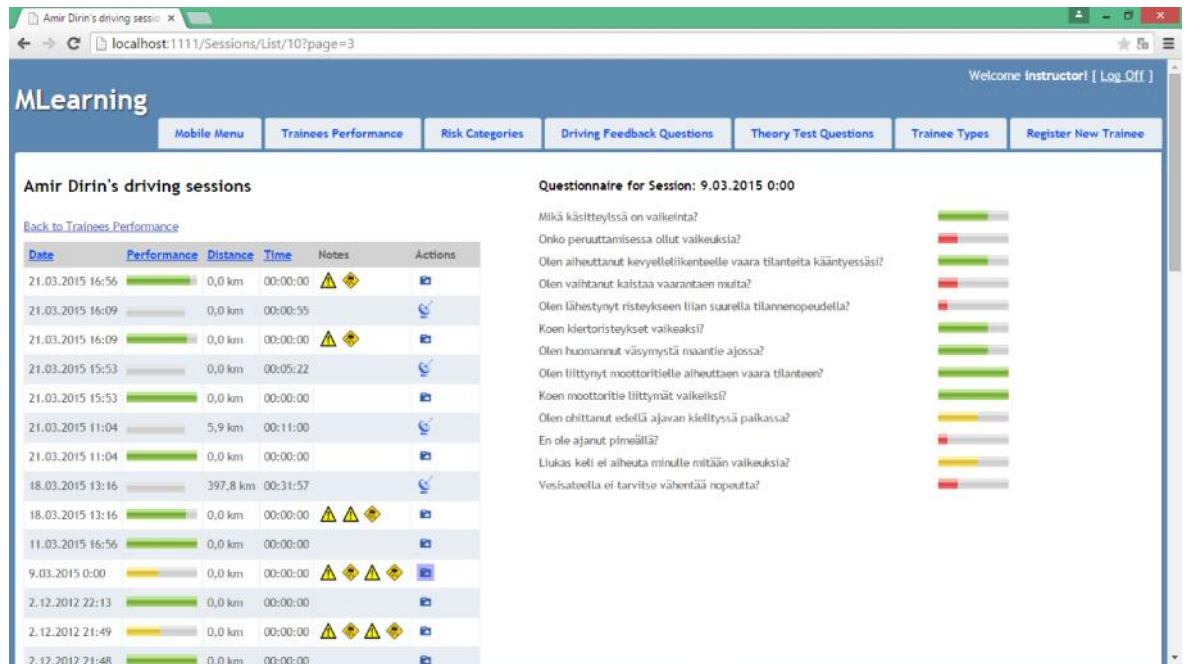 Amir Dirin's driving sessio
localhost:1111/Sessions/List/10?page=3
Welcome instructor! [ Log Off ]
MLearning
Mobile Menu Trainees Performance Risk Categories Driving Feedback Questions Theory Test Questions Trainee Types Register New Trainee
Amir Dirin's driving sessions
Back to Trainees Performance
Date Performance Distance Time Notes Actions
21.03.2015 16:56 0,0 km 00:00:00
21.03.2015 16:09 0,0 km 00:00:55
21.03.2015 16:09 0,0 km 00:00:00
21.03.2015 15:53 0,0 km 00:05:22
21.03.2015 15:53 0,0 km 00:00:00
21.03.2015 11:04 5,9 km 00:11:00
21.03.2015 11:04 0,0 km 00:00:00
18.03.2015 13:16 397,8 km 00:31:57
18.03.2015 13:16 0,0 km 00:00:00
11.03.2015 16:56 0,0 km 00:00:00
9.03.2015 0:00 0,0 km 00:00:00
2.12.2012 22:13 0,0 km 00:00:00
2.12.2012 21:49 0,0 km 00:00:00
2.12.2012 21:48 0,0 km 00:00:00
Questionnaire for Session: 9.03.2015 0:00
Mikä käsitteyissä on vaikeinta?
Onko peruuttamisessa ollut vaikeuksia?
Olen aiheuttanut kevyelleliikenteelle vaara tilanteita kääntyessäsi?
Olen vaihtanut kaistaa vaarantaen muita?
Olen lähestynyt risteykseen liian suurella tilannenopeudella?
Koen kiertoristeykset vaikeaksi?
Olen huomannut väsymystä maantie ajossa?
Olen liittynyt moottoritielle aiheuttaen vaara tilanteen?
Koen moottoritie liittymät vaikeiksi?
Olen ohittanut edellä ajavan kiellityssä paikassa?
En ole ajanut pimeällä?
Liukas keli ei aiheuta minulle mitään vaikeuksia?
Vesisateella ei tarvitse vähentää nopeutta?